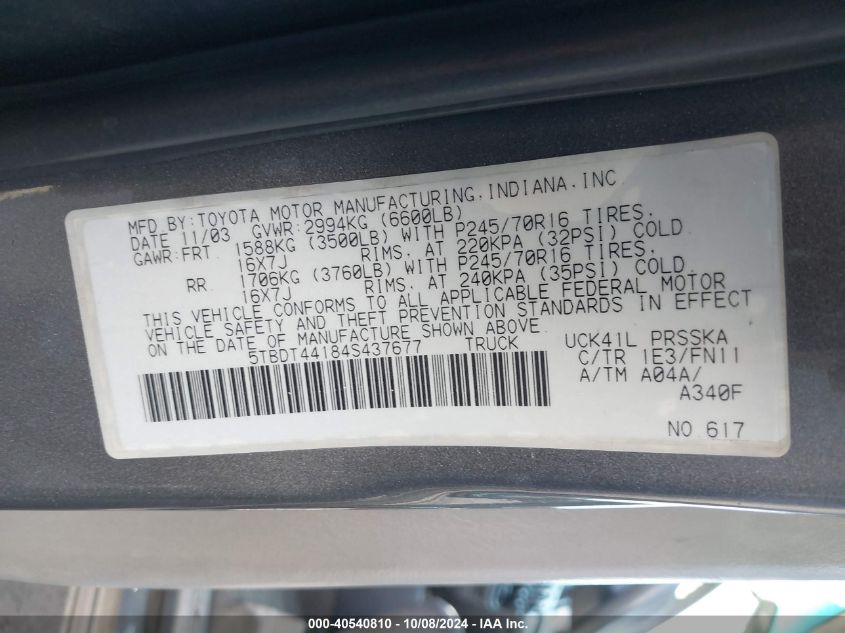 MFD.BY:TOYOTA MOTOR MANUFACTURING.INDIANA.INC
DATE 11/03 GVWR:2994KG (6600LB)
GAWR:FRT 1588KG (3500LB) WITH P245/70R16 TIRES.
16X7J RIMS. AT 220KPA (32PSI) COLD
RR 1706KG (3760LB) WITH P245/70R16 TIRES.
16X7J RIMS. AT 240KPA (35PSI) COLD.
THIS VEHICLE CONFORMS TO ALL APPLICABLE FEDERAL MOTOR
VEHICLE SAFETY AND THEFT PREVENTION STANDARDS IN EFFECT
ON THE DATE OF MANUFACTURE SHOWN ABOVE.
5TBDT44184S437677 TRUCK UCK41L PRSSKA
C/TR 1E3/FN11
A/TM A04A/
A340F
NO 617
000-40540810 - 10/08/2024 - IAA Inc.